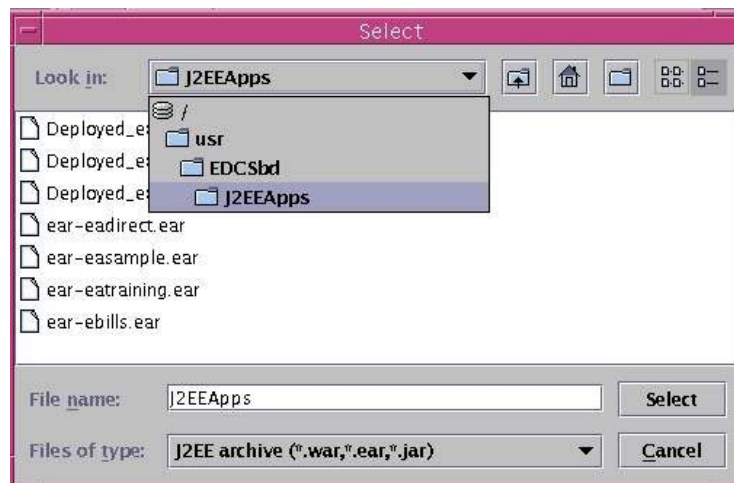 Select
Look in: J2EEApps
/
usr
EDCSbd
J2EEApps
Deployed_e
Deployed_e
Deployed_e
ear-eadirect.ear
ear-easample.ear
ear-eatraining.ear
ear-ebills.ear
File name: J2EEApps Select
Files of type: J2EE archive (*.war,*.ear,*.jar) Cancel